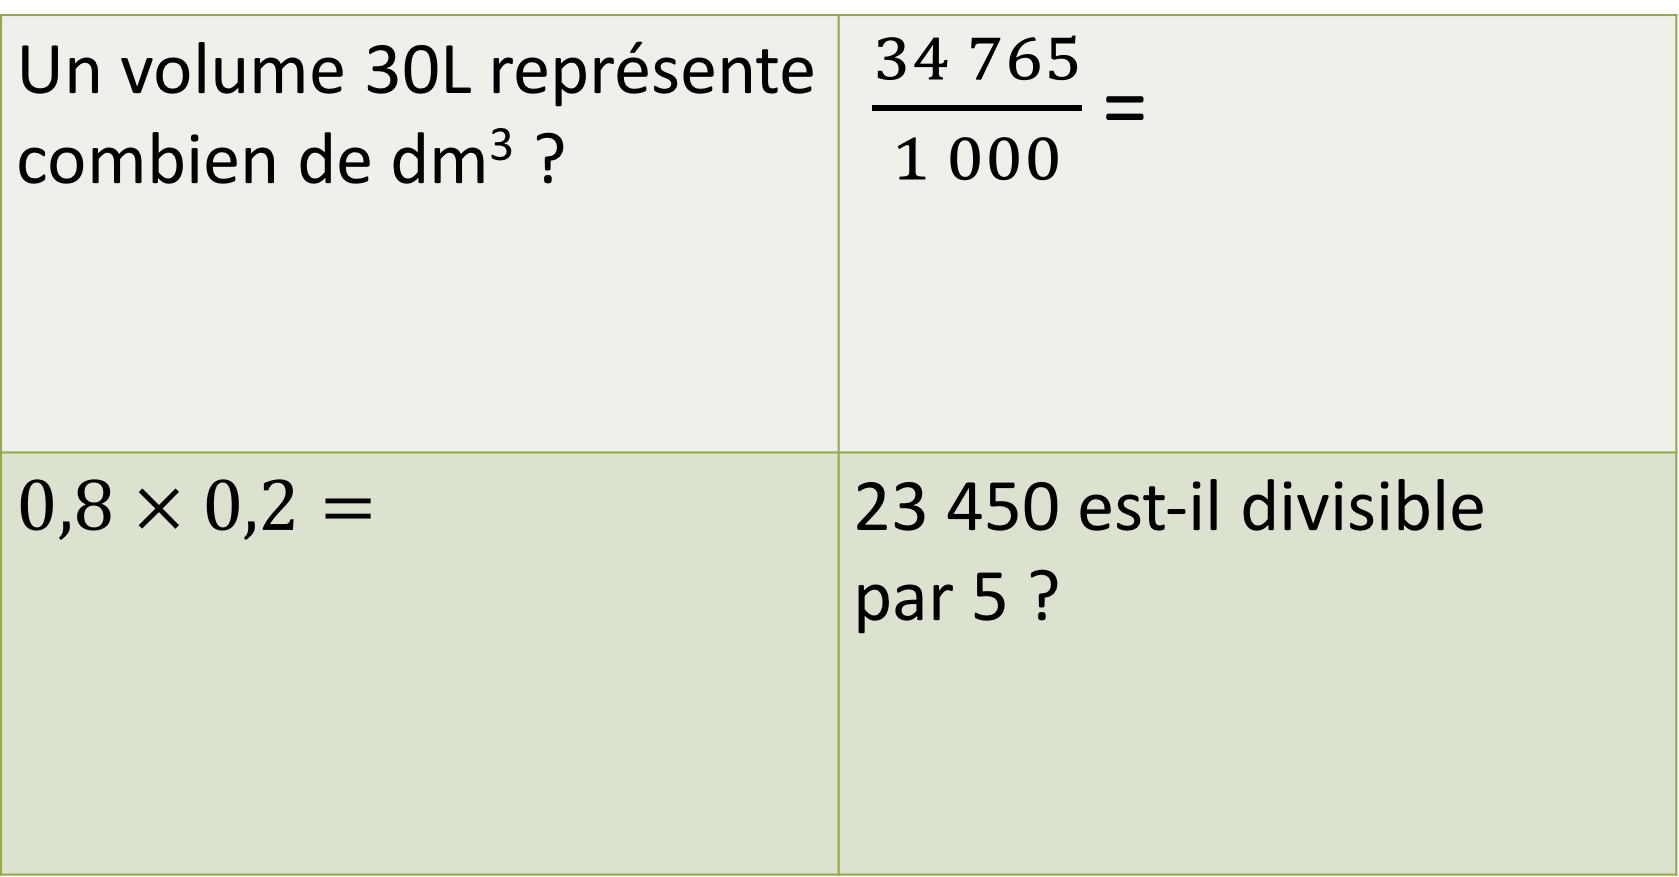 Un volume 30L représente
combien de dm³ ?
34 765
1 000
=
0,8 × 0,2 =
23 450 est-il divisible
par 5 ?